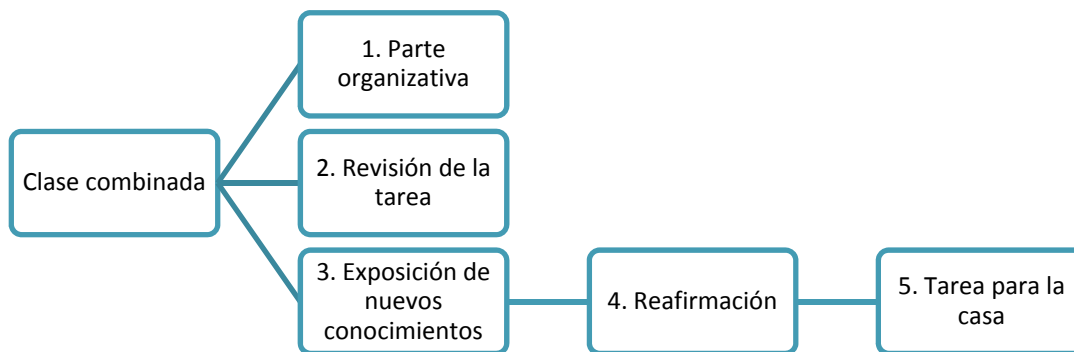 1. Parte
organizativa
Clase combinada
2. Revisión de la
tarea
3. Exposición de
nuevos
conocimientos
4. Reafirmación
5. Tarea para la
casa